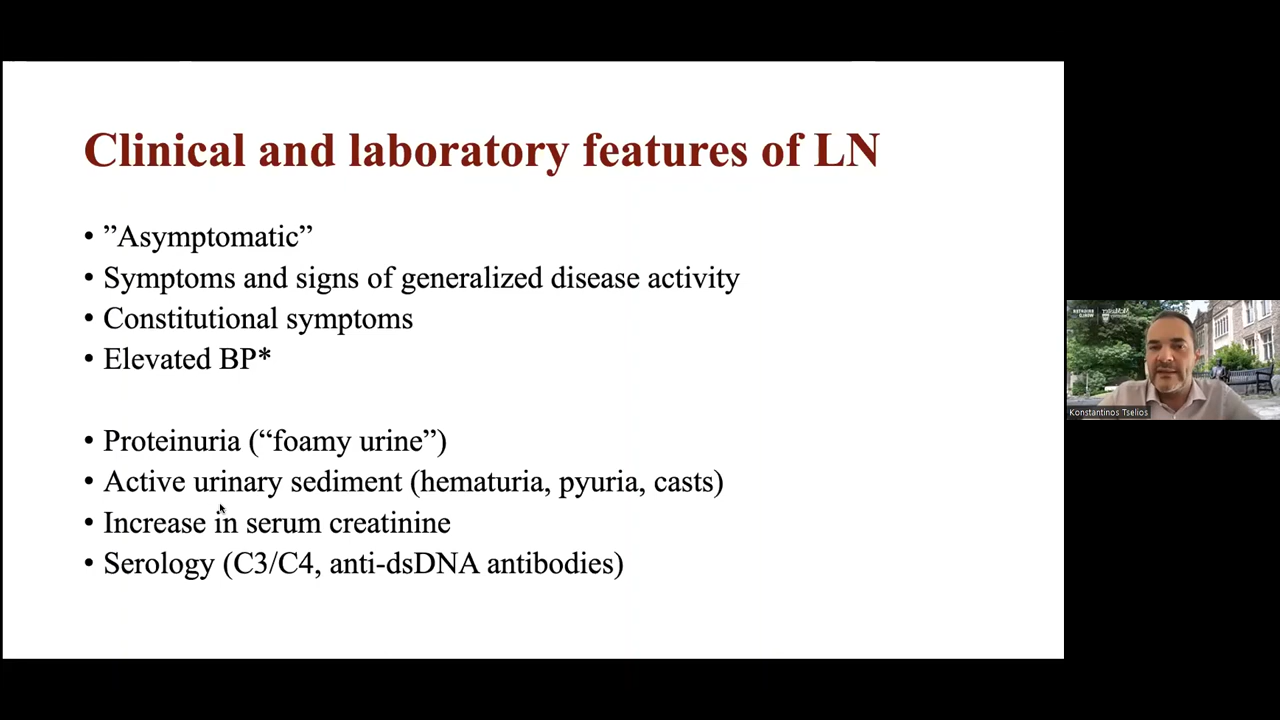 Clinical and laboratory features of LN
• ”Asymptomatic”
• Symptoms and signs of generalized disease activity
• Constitutional symptoms
• Elevated BP*
• Proteinuria (“foamy urine”)
• Active urinary sediment (hematuria, pyuria, casts)
• Increase in serum creatinine
• Serology (C3/C4, anti-dsDNA antibodies)
Konstantinos Tselios